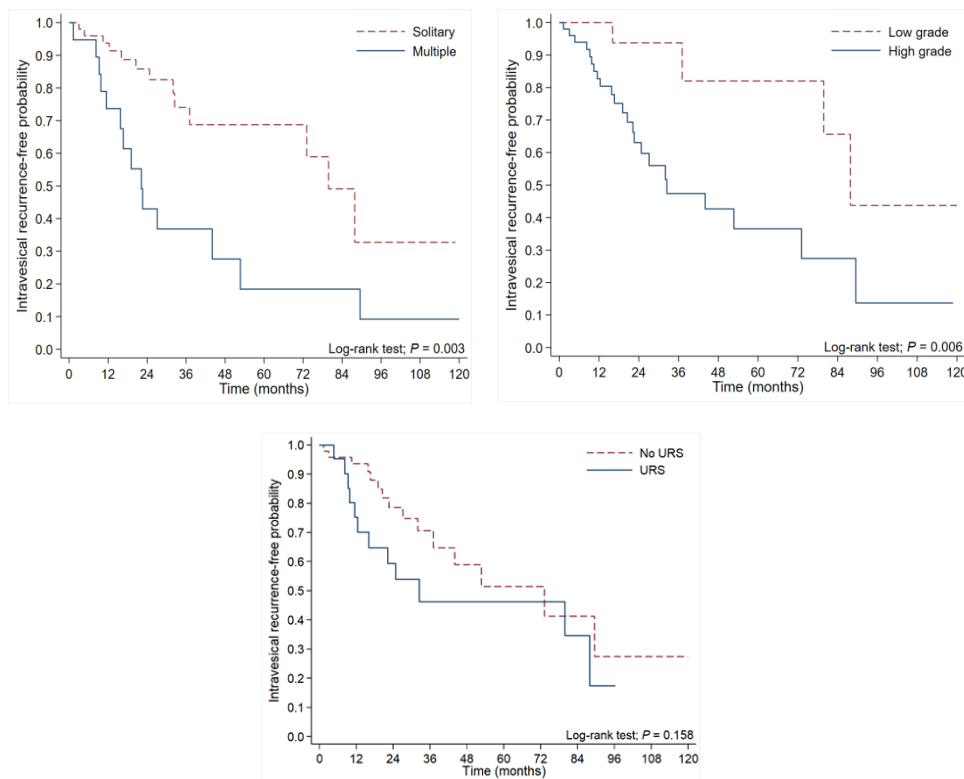 Intravesical recurrence-free probability
1.0
0.9
0.8
0.7
0.6
0.5
0.4
0.3
0.2
0.1
0.0
Solitary
Multiple
Log-rank test; P = 0.003
0 12 24 36 48 60 72 84 96 108 120
Time (months)
Intravesical recurrence-free probability
1.0
0.9
0.8
0.7
0.6
0.5
0.4
0.3
0.2
0.1
0.0
Low grade
High grade
Log-rank test; P = 0.006
0 12 24 36 48 60 72 84 96 108 120
Time (months)
Intravesical recurrence-free probability
1.0
0.9
0.8
0.7
0.6
0.5
0.4
0.3
0.2
0.1
0.0
No URS
URS
Log-rank test; P = 0.158
0 12 24 36 48 60 72 84 96 108 120
Time (months)